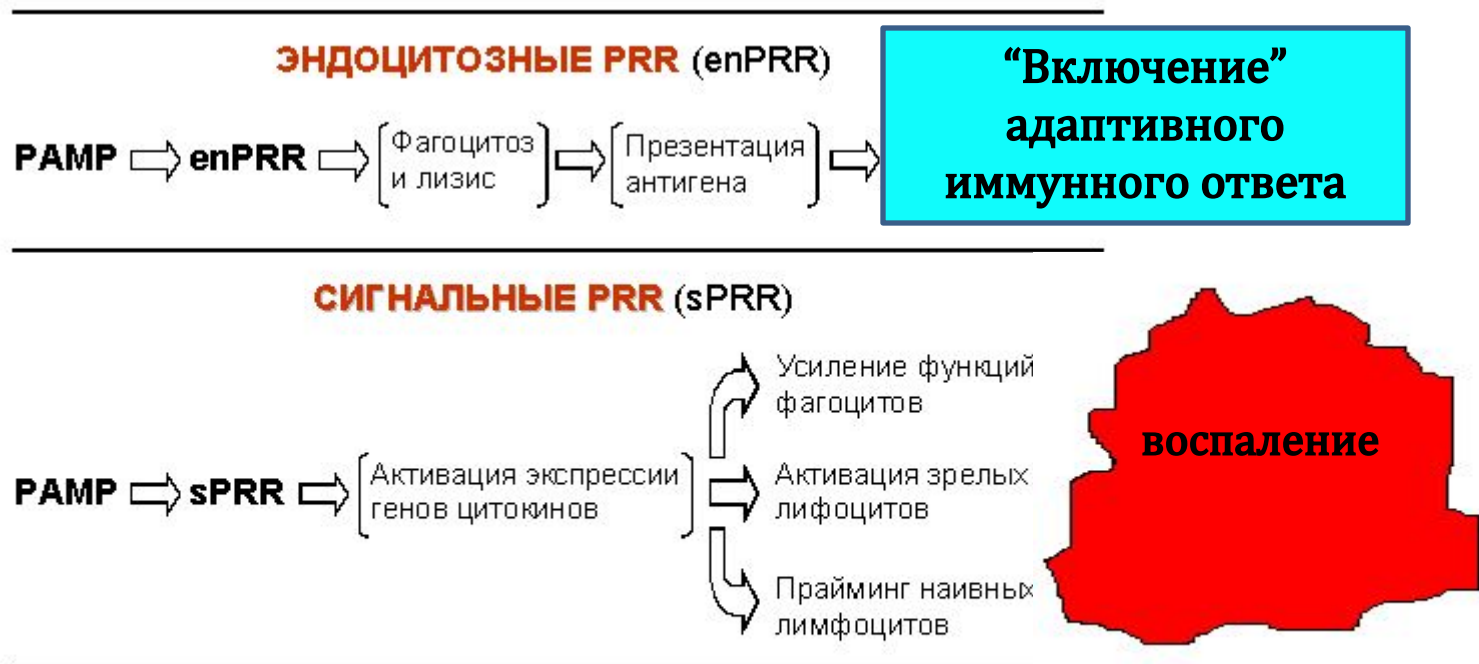 ЭНДОЦИТОЗНЫЕ PRR (enPRR)
PAMP enPRR
Фагоцитоз
и лизис
Презентация
антигена
“Включение”
адаптивного
иммунного ответа
СИГНАЛЬНЫЕ PRR (sPRR)
PAMP sPRR
Активация экспрессии
генов цитокинов
Усиление функций
фагоцитов
Активация зрелых
лифоцитов
Прайминг наивных
лимфоцитов
воспаление